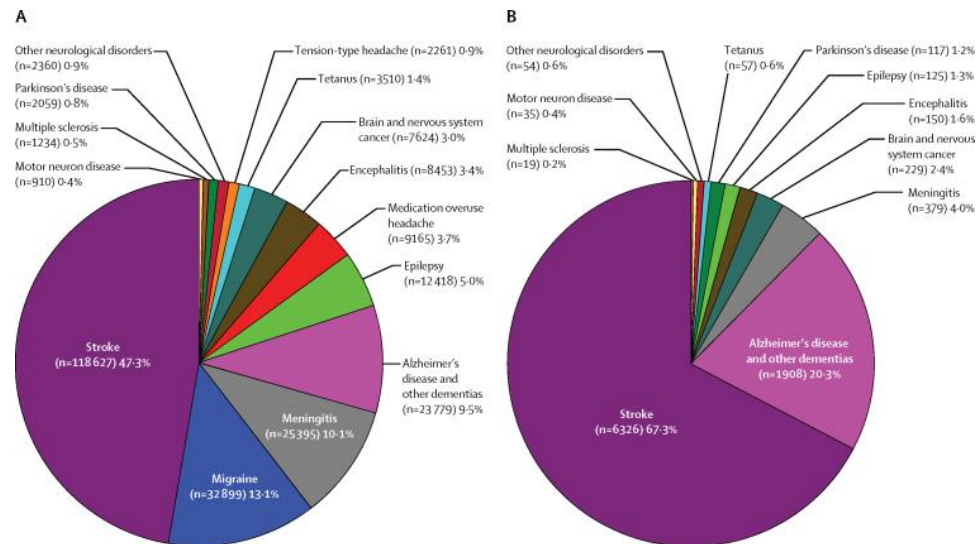 A
Other neurological disorders
(n=2360) 0·9%
Parkinson's disease
(n=2059) 0·8%
Multiple sclerosis
(n=1234) 0·5%
Motor neuron disease
(n=910) 0·4%
Tension-type headache (n=2261) 0·9%
Tetanus (n=3510) 1·4%
Brain and nervous system
cancer (n=7624) 3·0%
Encephalitis (n=8453) 3·4%
Medication overuse
headache
(n=9165) 3·7%
Epilepsy
(n=12 418) 5·0%
Alzheimer's
disease and
other dementias
(n=23 779) 9·5%
Meningitis
(n=25 395) 10·1%
Migraine
(n=32 899) 13·1%
Stroke
(n=118 627) 47·3%
B
Other neurological disorders
(n=54) 0·6%
Motor neuron disease
(n=35) 0·4%
Multiple sclerosis
(n=19) 0·2%
Tetanus
(n=57) 0·6%
Parkinson's disease (n=117) 1·2%
Epilepsy (n=125) 1·3%
Encephalitis
(n=150) 1·6%
Brain and nervous
system cancer
(n=229) 2·4%
Meningitis
(n=379) 4·0%
Alzheimer's disease
and other dementias
(n=1908) 20·3%
Stroke
(n=6326) 67·3%